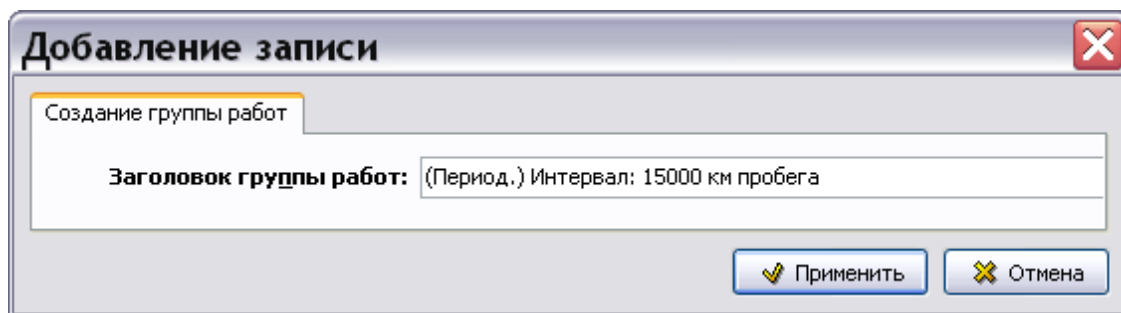 Добавление записи
Создание группы работ
Заголовок группы работ: (Период.) Интервал: 15000 км пробега
Применить Отмена